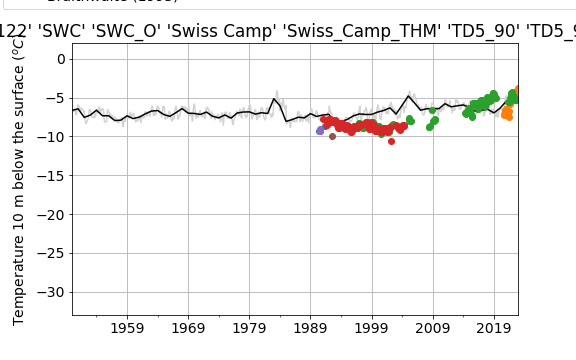 122' 'SWC' 'SWC_O' 'Swiss Camp' 'Swiss_Camp_THM' 'TD5_90' 'TD5_9
Temperature 10 m below the surface (°C)
0
−5
−10
−15
−20
−25
−30
1959 1969 1979 1989 1999 2009 2019